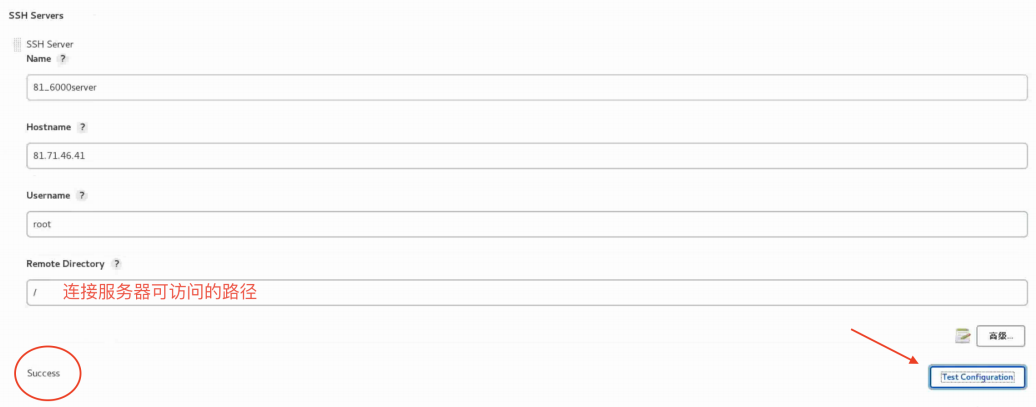 SSH Servers
SSH Server
Name ?
81_6000server
Hostname ?
81.71.46.41
Username ?
root
Remote Directory ?
/ 连接服务器可访问的路径
高级...
Success
Test Configuration